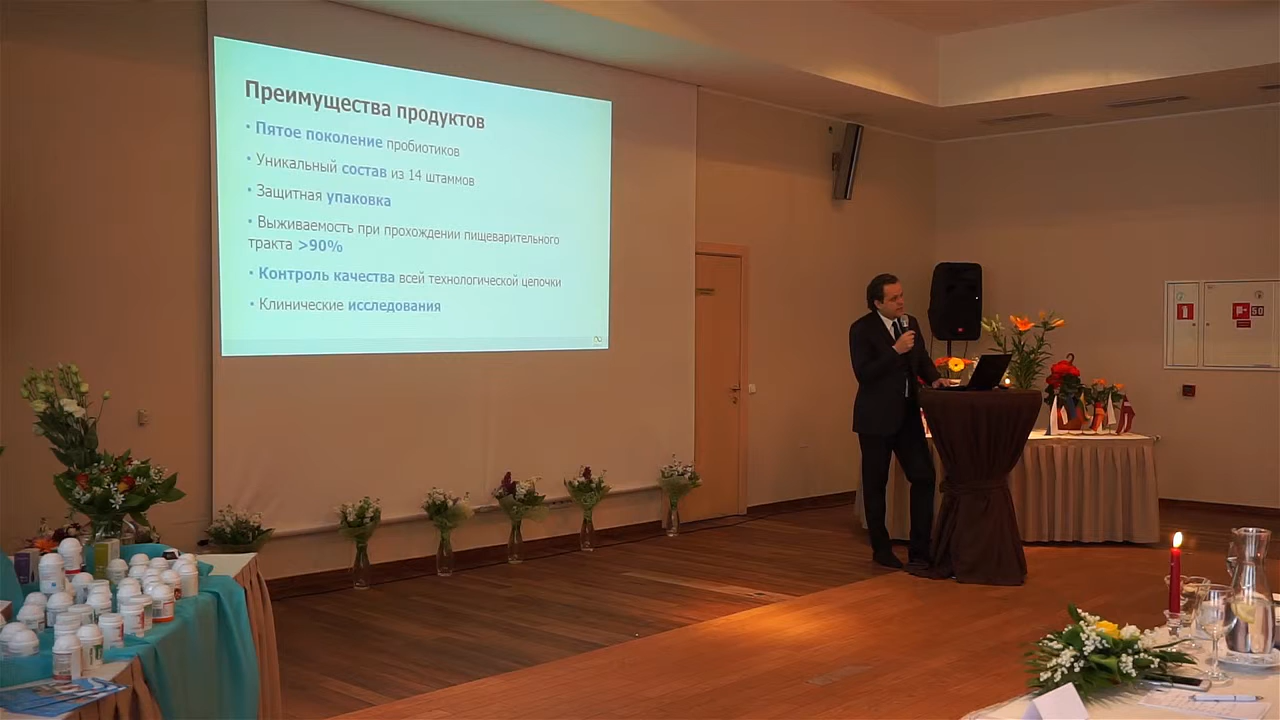 Преимущества продуктов
• Пятое поколение пробиотиков
• Уникальный состав из 14 штаммов
• Защитная упаковка
• Выживаемость при прохождении пищеварительного
тракта >90%
• Контроль качества всей технологической цепочки
• Клинические исследования
50